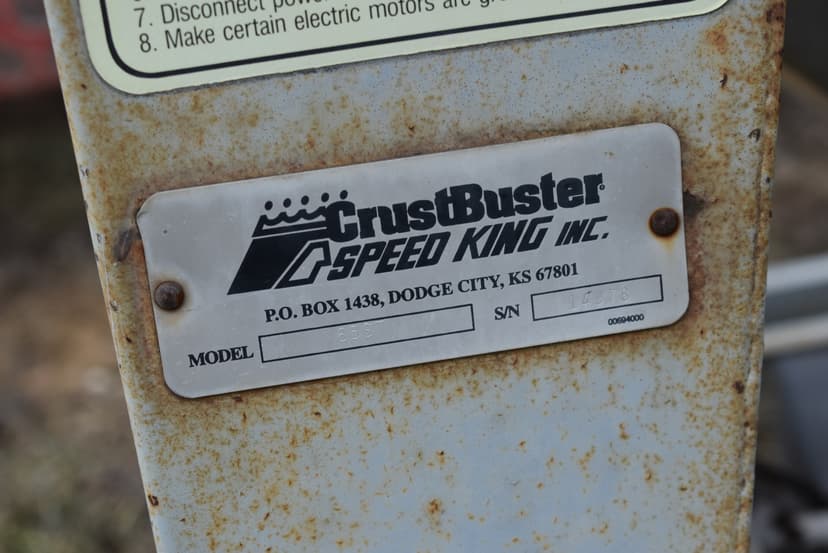 7. Disconnect
8. Make certain electric motors are
CrustBuster
SPEED KING INC.
P.O. BOX 1438, DODGE CITY, KS 67801
MODEL S/N
00694000